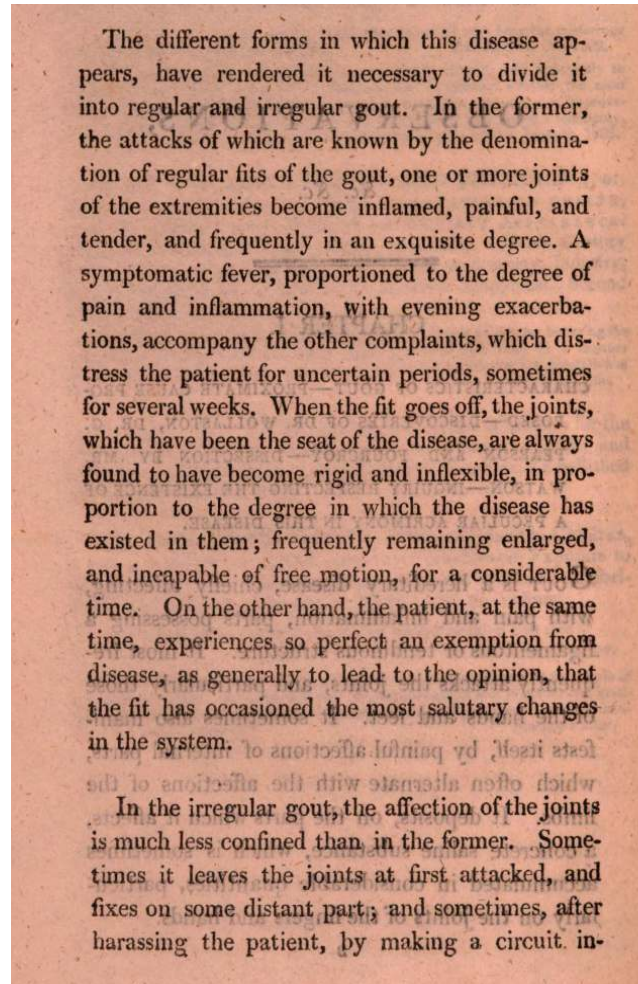 The different forms in which this disease ap-
pears, have rendered it necessary to divide it
into regular and irregular gout. In the former,
the attacks of which are known by the denomina-
tion of regular fits of the gout, one or more joints
of the extremities become inflamed, painful, and
tender, and frequently in an exquisite degree. A
symptomatic fever, proportioned to the degree of
pain and inflammation, with evening exacerba-
tions, accompany the other complaints, which dis-
tress the patient for uncertain periods, sometimes
for several weeks. When the fit goes off, the joints,
which have been the seat of the disease, are always
found to have become rigid and inflexible, in pro-
portion to the degree in which the disease has
existed in them; frequently remaining enlarged,
and incapable of free motion, for a considerable
time. On the other hand, the patient, at the same
time, experiences so perfect an exemption from
disease, as generally to lead to the opinion, that
the fit has occasioned the most salutary changes
in the system.
In the irregular gout, the affection of the joints
is much less confined than in the former. Some-
times it leaves the joints at first attacked, and
fixes on some distant part; and sometimes, after
harassing the patient, by making a circuit in-